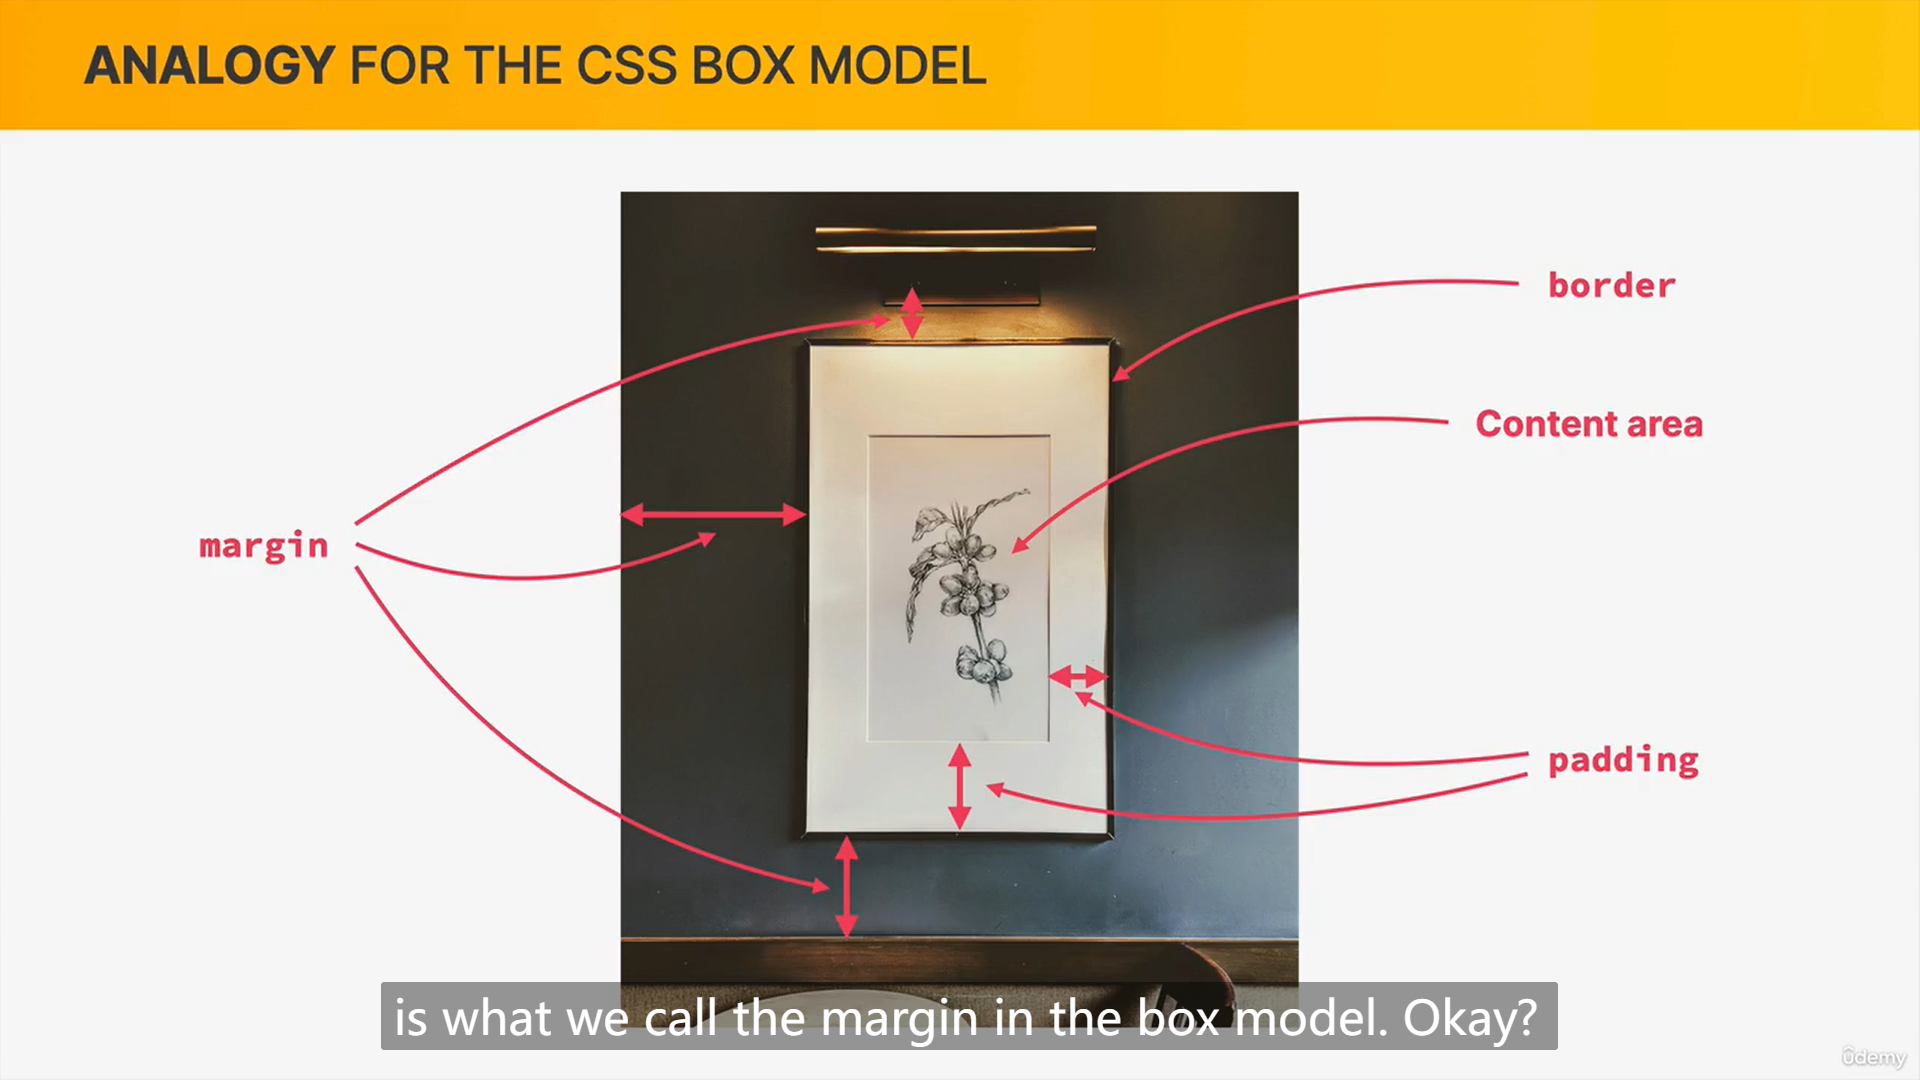 ANALOGY FOR THE CSS BOX MODEL
border
Content area
margin
padding
is what we call the margin in the box model. Okay?
ûdemy